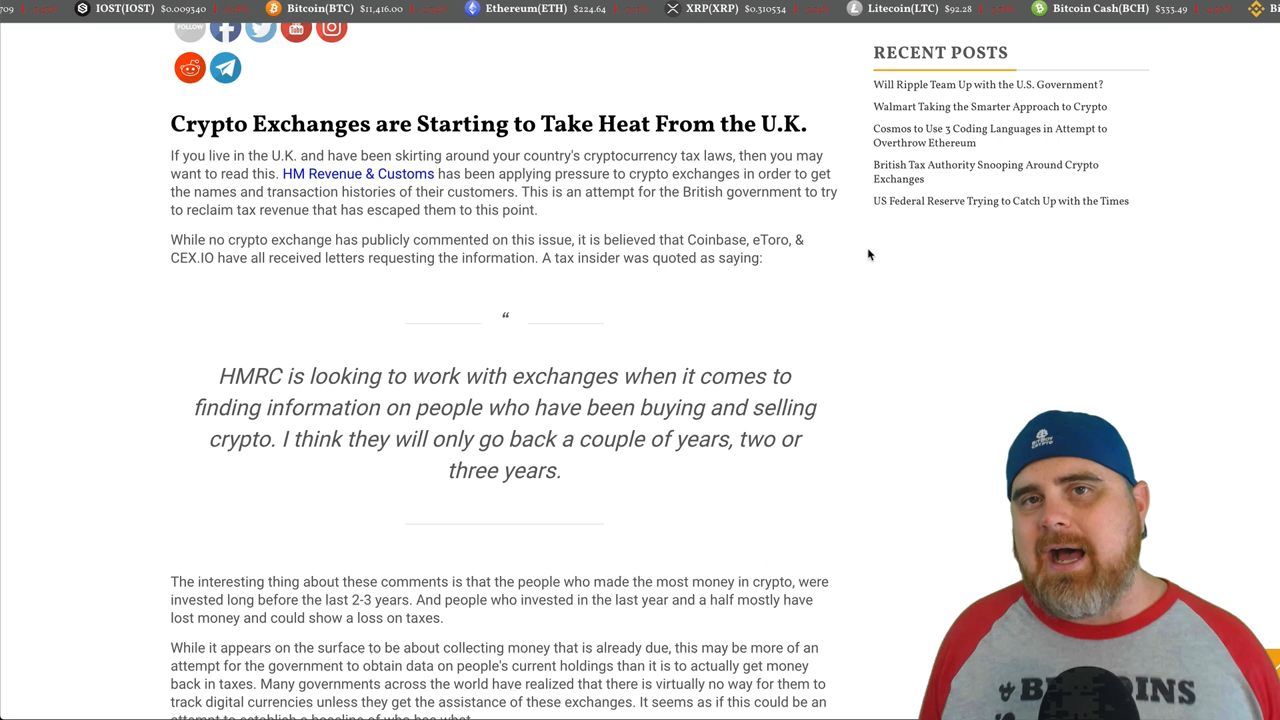 709 IOST(IOST) $0.009340 Bitcoin(BTC) $11,416.00 Ethereum(ETH) $224.64 XRP(XRP) $0.310534 Litecoin(LTC) $92.28 Bitcoin Cash(BCH) $333.49 Bi
FOLLOW
You Tube
RECENT POSTS
Will Ripple Team Up with the U.S. Government?
Walmart Taking the Smarter Approach to Crypto
Cosmos to Use 3 Coding Languages in Attempt to
Overthrow Ethereum
British Tax Authority Snooping Around Crypto
Exchanges
US Federal Reserve Trying to Catch Up with the Times
Crypto Exchanges are Starting to Take Heat From the U.K.
If you live in the U.K. and have been skirting around your country's cryptocurrency tax laws, then you may
want to read this. HM Revenue & Customs has been applying pressure to crypto exchanges in order to get
the names and transaction histories of their customers. This is an attempt for the British government to try
to reclaim tax revenue that has escaped them to this point.
While no crypto exchange has publicly commented on this issue, it is believed that Coinbase, eToro, &
CEX.IO have all received letters requesting the information. A tax insider was quoted as saying:
“
HMRC is looking to work with exchanges when it comes to
finding information on people who have been buying and selling
crypto. I think they will only go back a couple of years, two or
three years.
The interesting thing about these comments is that the people who made the most money in crypto, were
invested long before the last 2-3 years. And people who invested in the last year and a half mostly have
lost money and could show a loss on taxes.
While it appears on the surface to be about collecting money that is already due, this may be more of an
attempt for the government to obtain data on people's current holdings than it is to actually get money
back in taxes. Many governments across the world have realized that there is virtually no way for them to
track digital currencies unless they get the assistance of these exchanges. It seems as if this could be an
attempt to establish a baseline of who has what.
BITBOY
CRYPTO